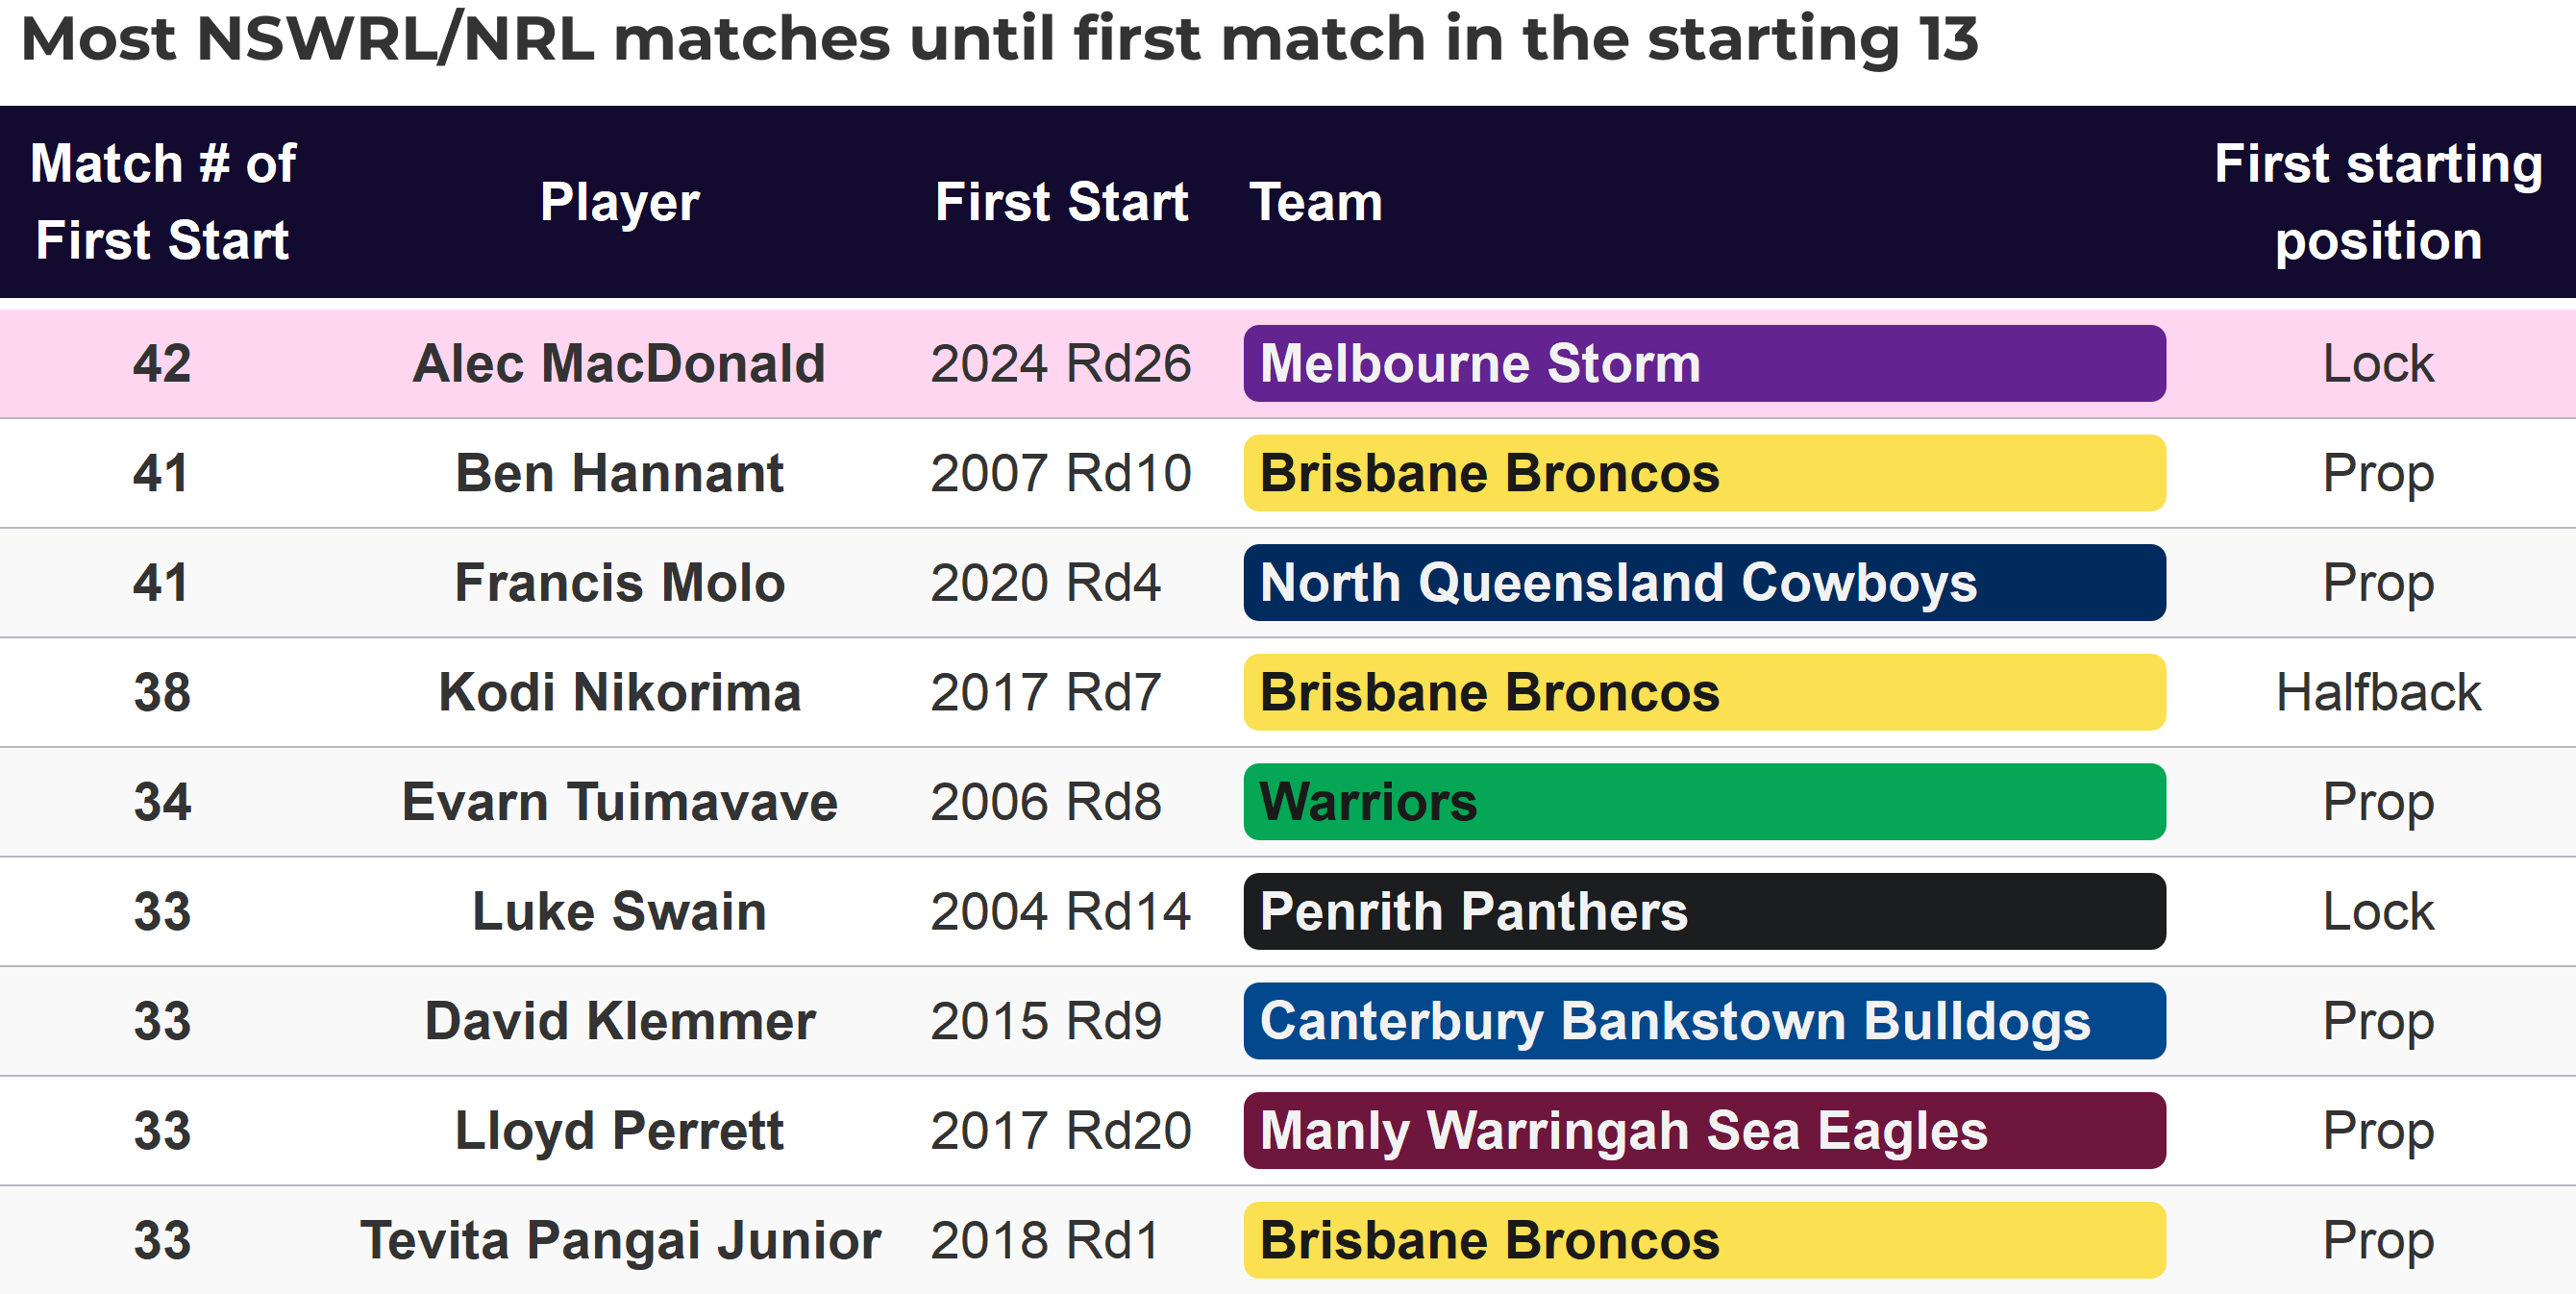 Most NSWRL/NRL matches until first match in the starting 13
Match # of First Start Player First Start Team First starting position
42 Alec MacDonald 2024 Rd26 Melbourne Storm Lock
41 Ben Hannant 2007 Rd10 Brisbane Broncos Prop
41 Francis Molo 2020 Rd4 North Queensland Cowboys Prop
38 Kodi Nikorima 2017 Rd7 Brisbane Broncos Halfback
34 Evarn Tuimavave 2006 Rd8 Warriors Prop
33 Luke Swain 2004 Rd14 Penrith Panthers Lock
33 David Klemmer 2015 Rd9 Canterbury Bankstown Bulldogs Prop
33 Lloyd Perrett 2017 Rd20 Manly Warringah Sea Eagles Prop
33 Tevita Pangai Junior 2018 Rd1 Brisbane Broncos Prop